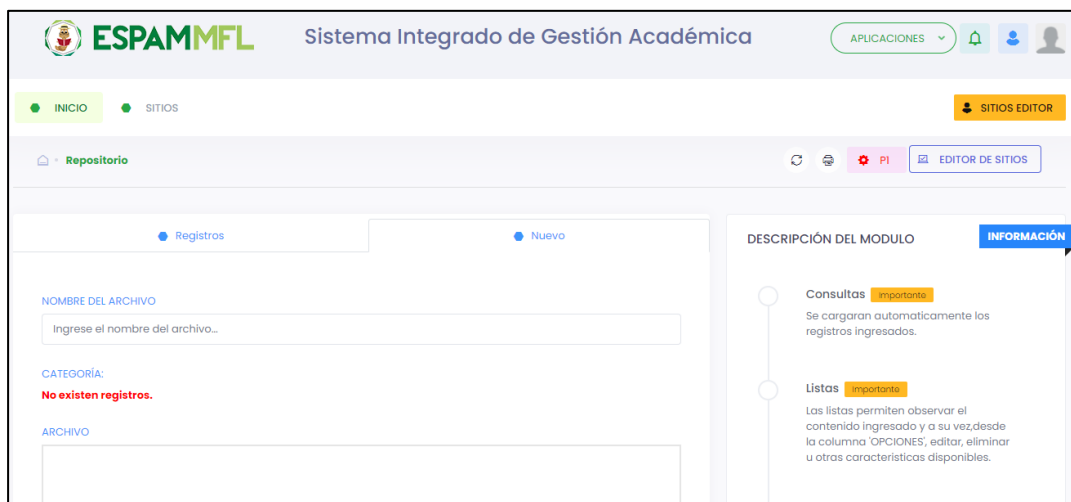 ESPAMMFL
Sistema Integrado de Gestión Académica
APLICACIONES
INICIO
SITIOS
SITIOS EDITOR
Repositorio
P1
EDITOR DE SITIOS
Registros
Nuevo
NOMBRE DEL ARCHIVO
Ingrese el nombre del archivo...
CATEGORÍA:
No existen registros.
ARCHIVO
DESCRIPCIÓN DEL MODULO
INFORMACIÓN
Consultas Importante
Se cargaran automaticamente los
registros ingresados.
Listas Importante
Las listas permiten observar el
contenido ingresado y a su vez,desde
la columna 'OPCIONES', editar, eliminar
u otras caracteristicas disponibles.